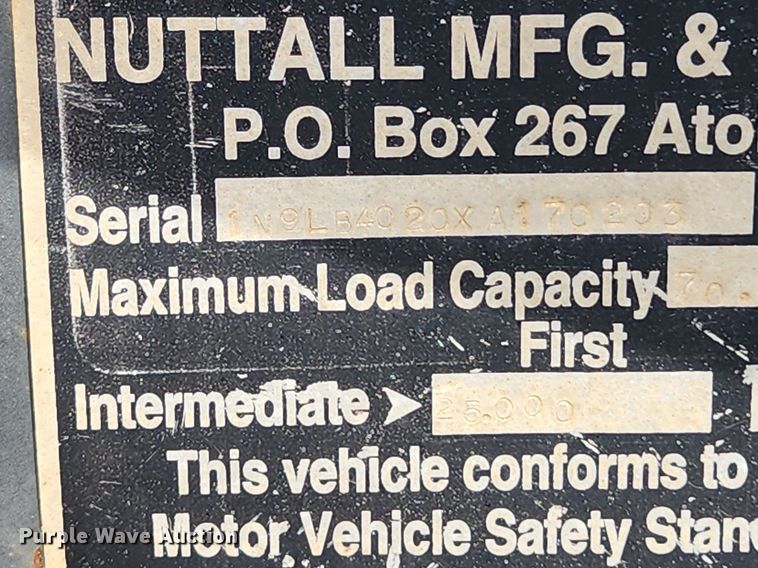 NUTTALL MFG. &
P.O. Box 267 Ato
Serial 1N9LB4020XA170203
Maximum Load Capacity 70.
First
Intermediate ➤ 25.000
This vehicle conforms to
Motor Vehicle Safety Stan
Purple Wave Auction